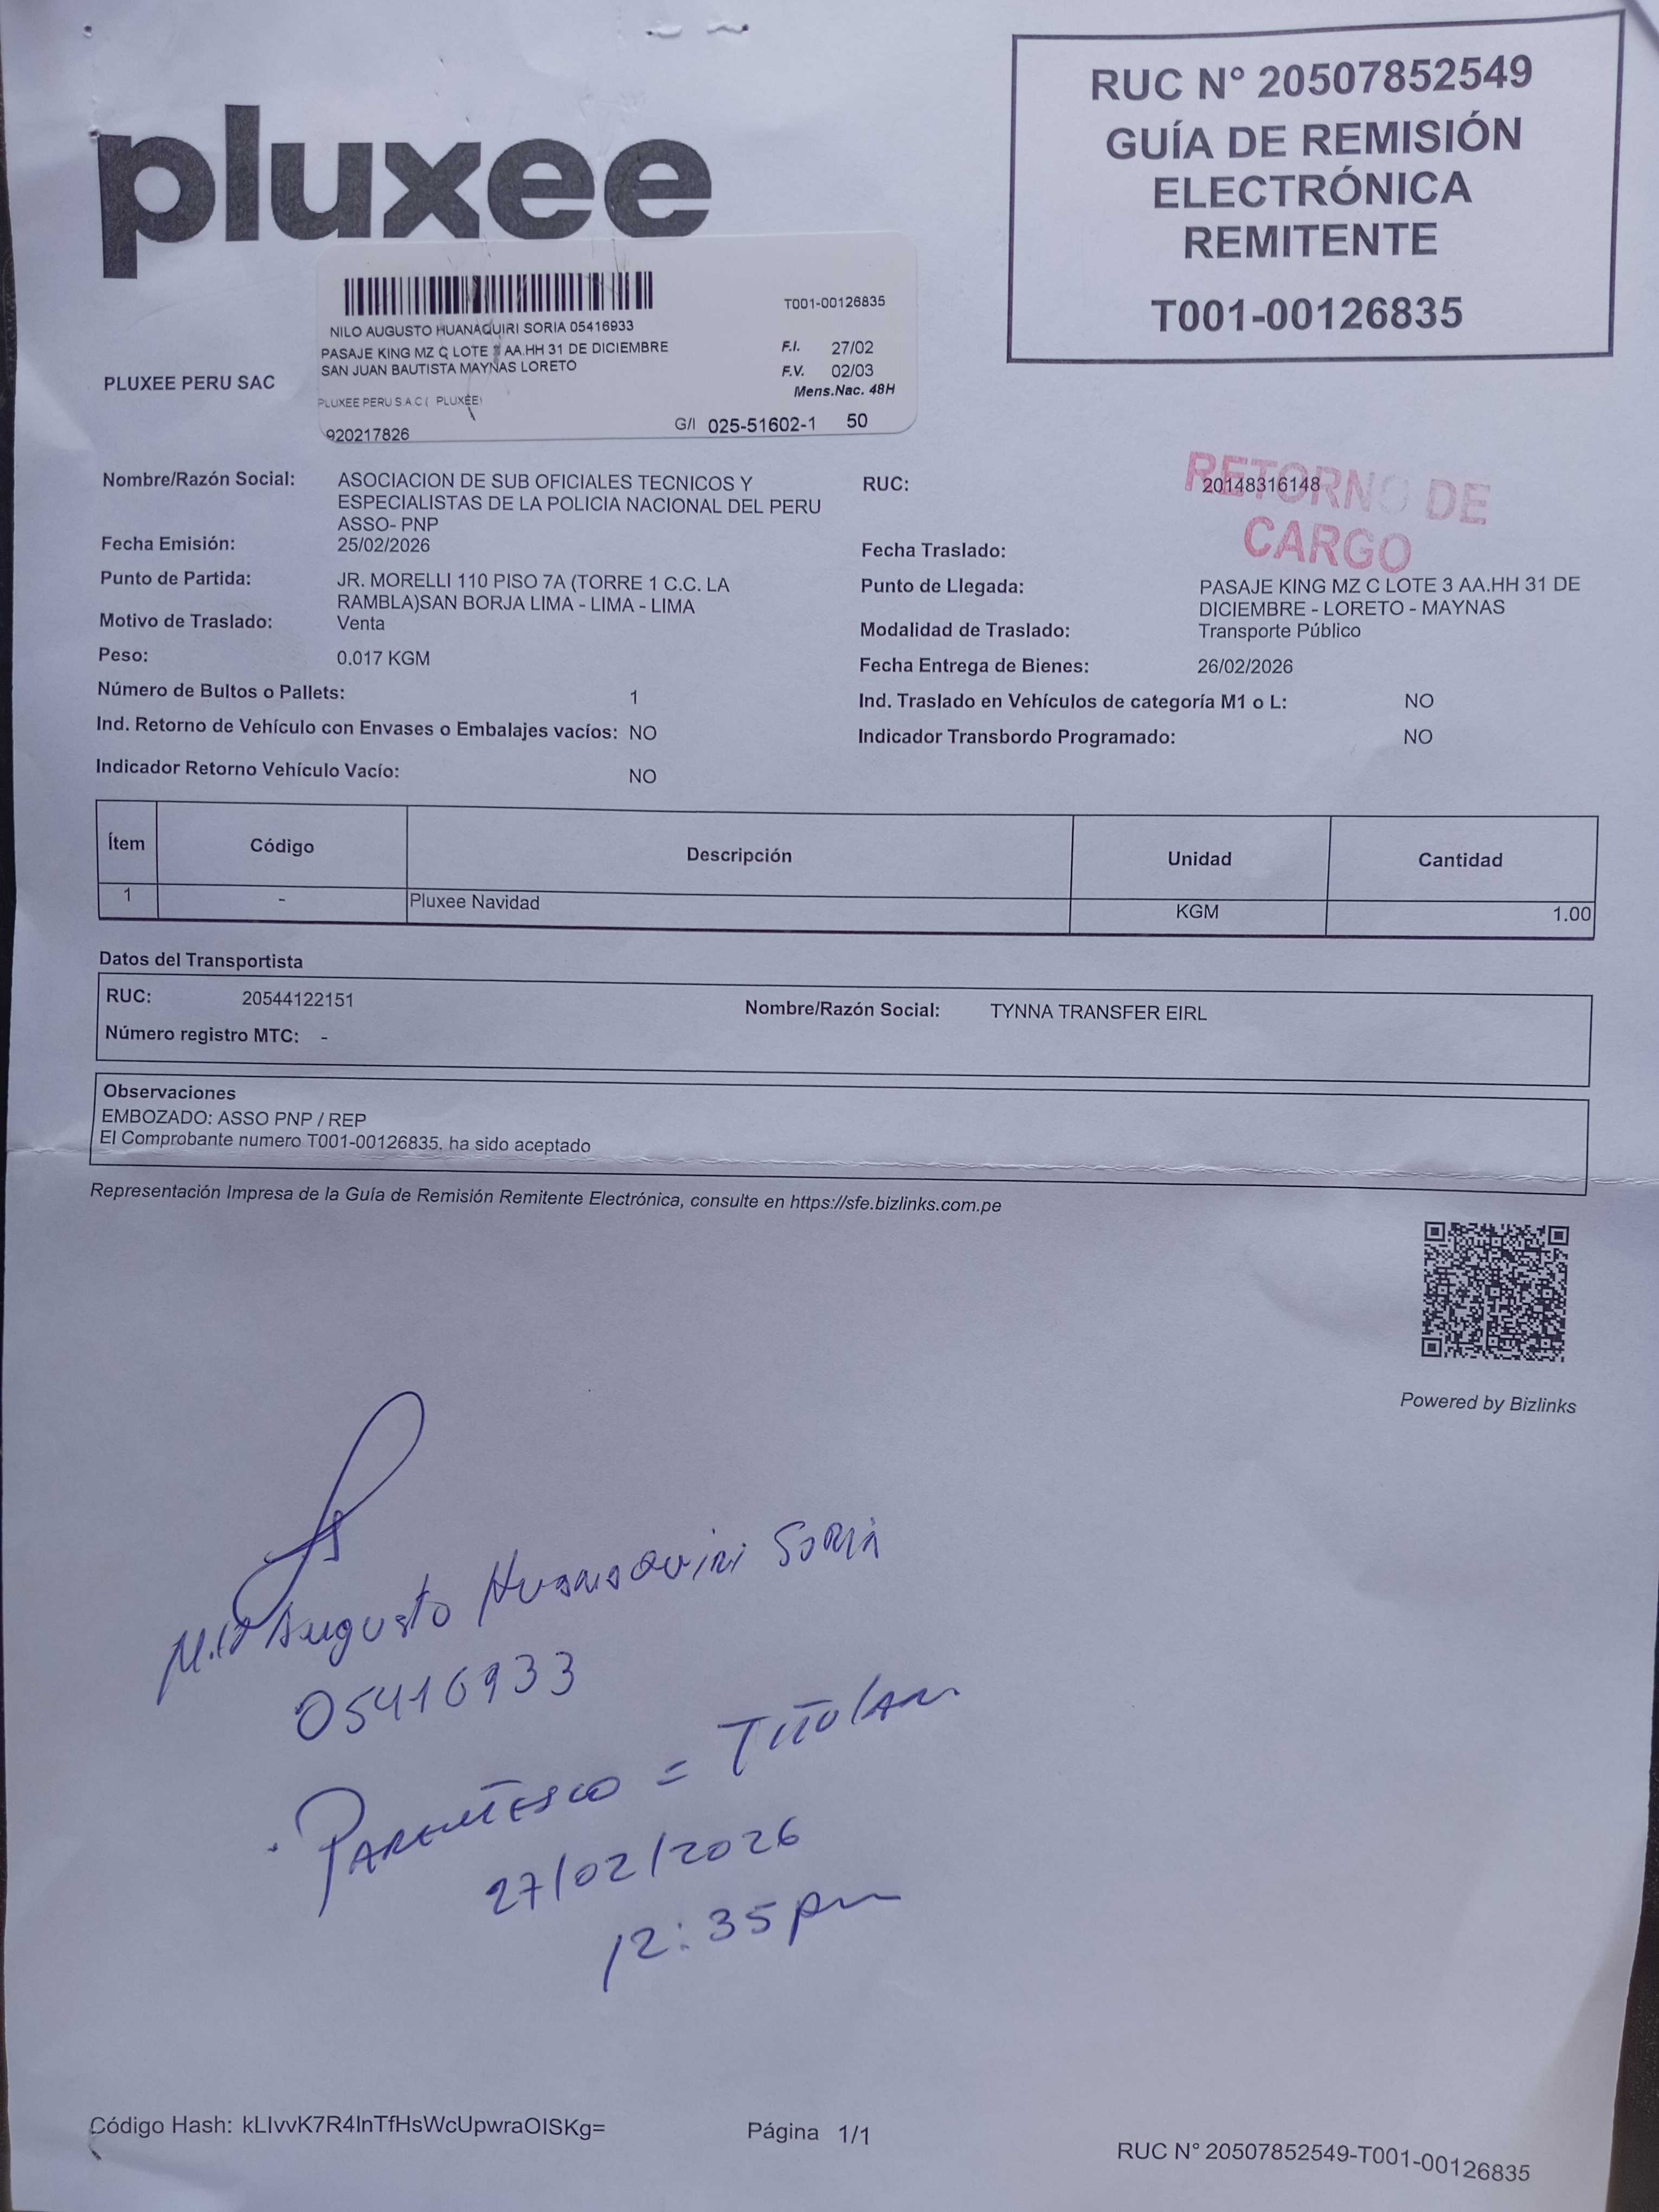 pluxee
RUC N° 20507852549
GUÍA DE REMISIÓN
ELECTRÓNICA
REMITENTE
T001-00126835
PLUXEE PERU SAC
T001-00126835
NILO AUGUSTO HUANAQUIRI SORIA 05416933
PASAJE KING MZ C LOTE 3 AA.HH 31 DE DICIEMBRE
SAN JUAN BAUTISTA MAYNAS LORETO
F.I. 27/02
F.V. 02/03
Mens.Nac. 48H
PLUXEE PERU S.A.C ( PLUXEE)
G/I 025-51602-1 50
920217826
RETORNO DE
CARGO
Nombre/Razón Social: ASOCIACION DE SUB OFICIALES TECNICOS Y
ESPECIALISTAS DE LA POLICIA NACIONAL DEL PERU
ASSO- PNP
RUC: 20148316148
Fecha Emisión: 25/02/2026
Fecha Traslado:
Punto de Partida: JR. MORELLI 110 PISO 7A (TORRE 1 C.C. LA
RAMBLA)SAN BORJA LIMA - LIMA - LIMA
Punto de Llegada: PASAJE KING MZ C LOTE 3 AA.HH 31 DE
DICIEMBRE - LORETO - MAYNAS
Motivo de Traslado: Venta
Modalidad de Traslado: Transporte Público
Peso: 0.017 KGM
Fecha Entrega de Bienes: 26/02/2026
Número de Bultos o Pallets: 1
Ind. Traslado en Vehículos de categoría M1 o L: NO
Ind. Retorno de Vehículo con Envases o Embalajes vacíos: NO
Indicador Transbordo Programado: NO
Indicador Retorno Vehículo Vacío: NO
Ítem Código Descripción Unidad Cantidad
1 - Pluxee Navidad KGM 1.00
Datos del Transportista
RUC: 20544122151 Nombre/Razón Social: TYNNA TRANSFER EIRL
Número registro MTC: -
Observaciones
EMBOZADO: ASSO PNP / REP
El Comprobante numero T001-00126835, ha sido aceptado
Representación Impresa de la Guía de Remisión Remitente Electrónica, consulte en https://sfe.bizlinks.com.pe
Powered by Bizlinks
Nilo Augusto Huanaquiri Soria
05416933
Parentesco = Titular
27/02/2026
12:35pm
Código Hash: kLIvvK7R4lnTfHsWcUpwraOISKg=
Página 1/1
RUC N° 20507852549-T001-00126835